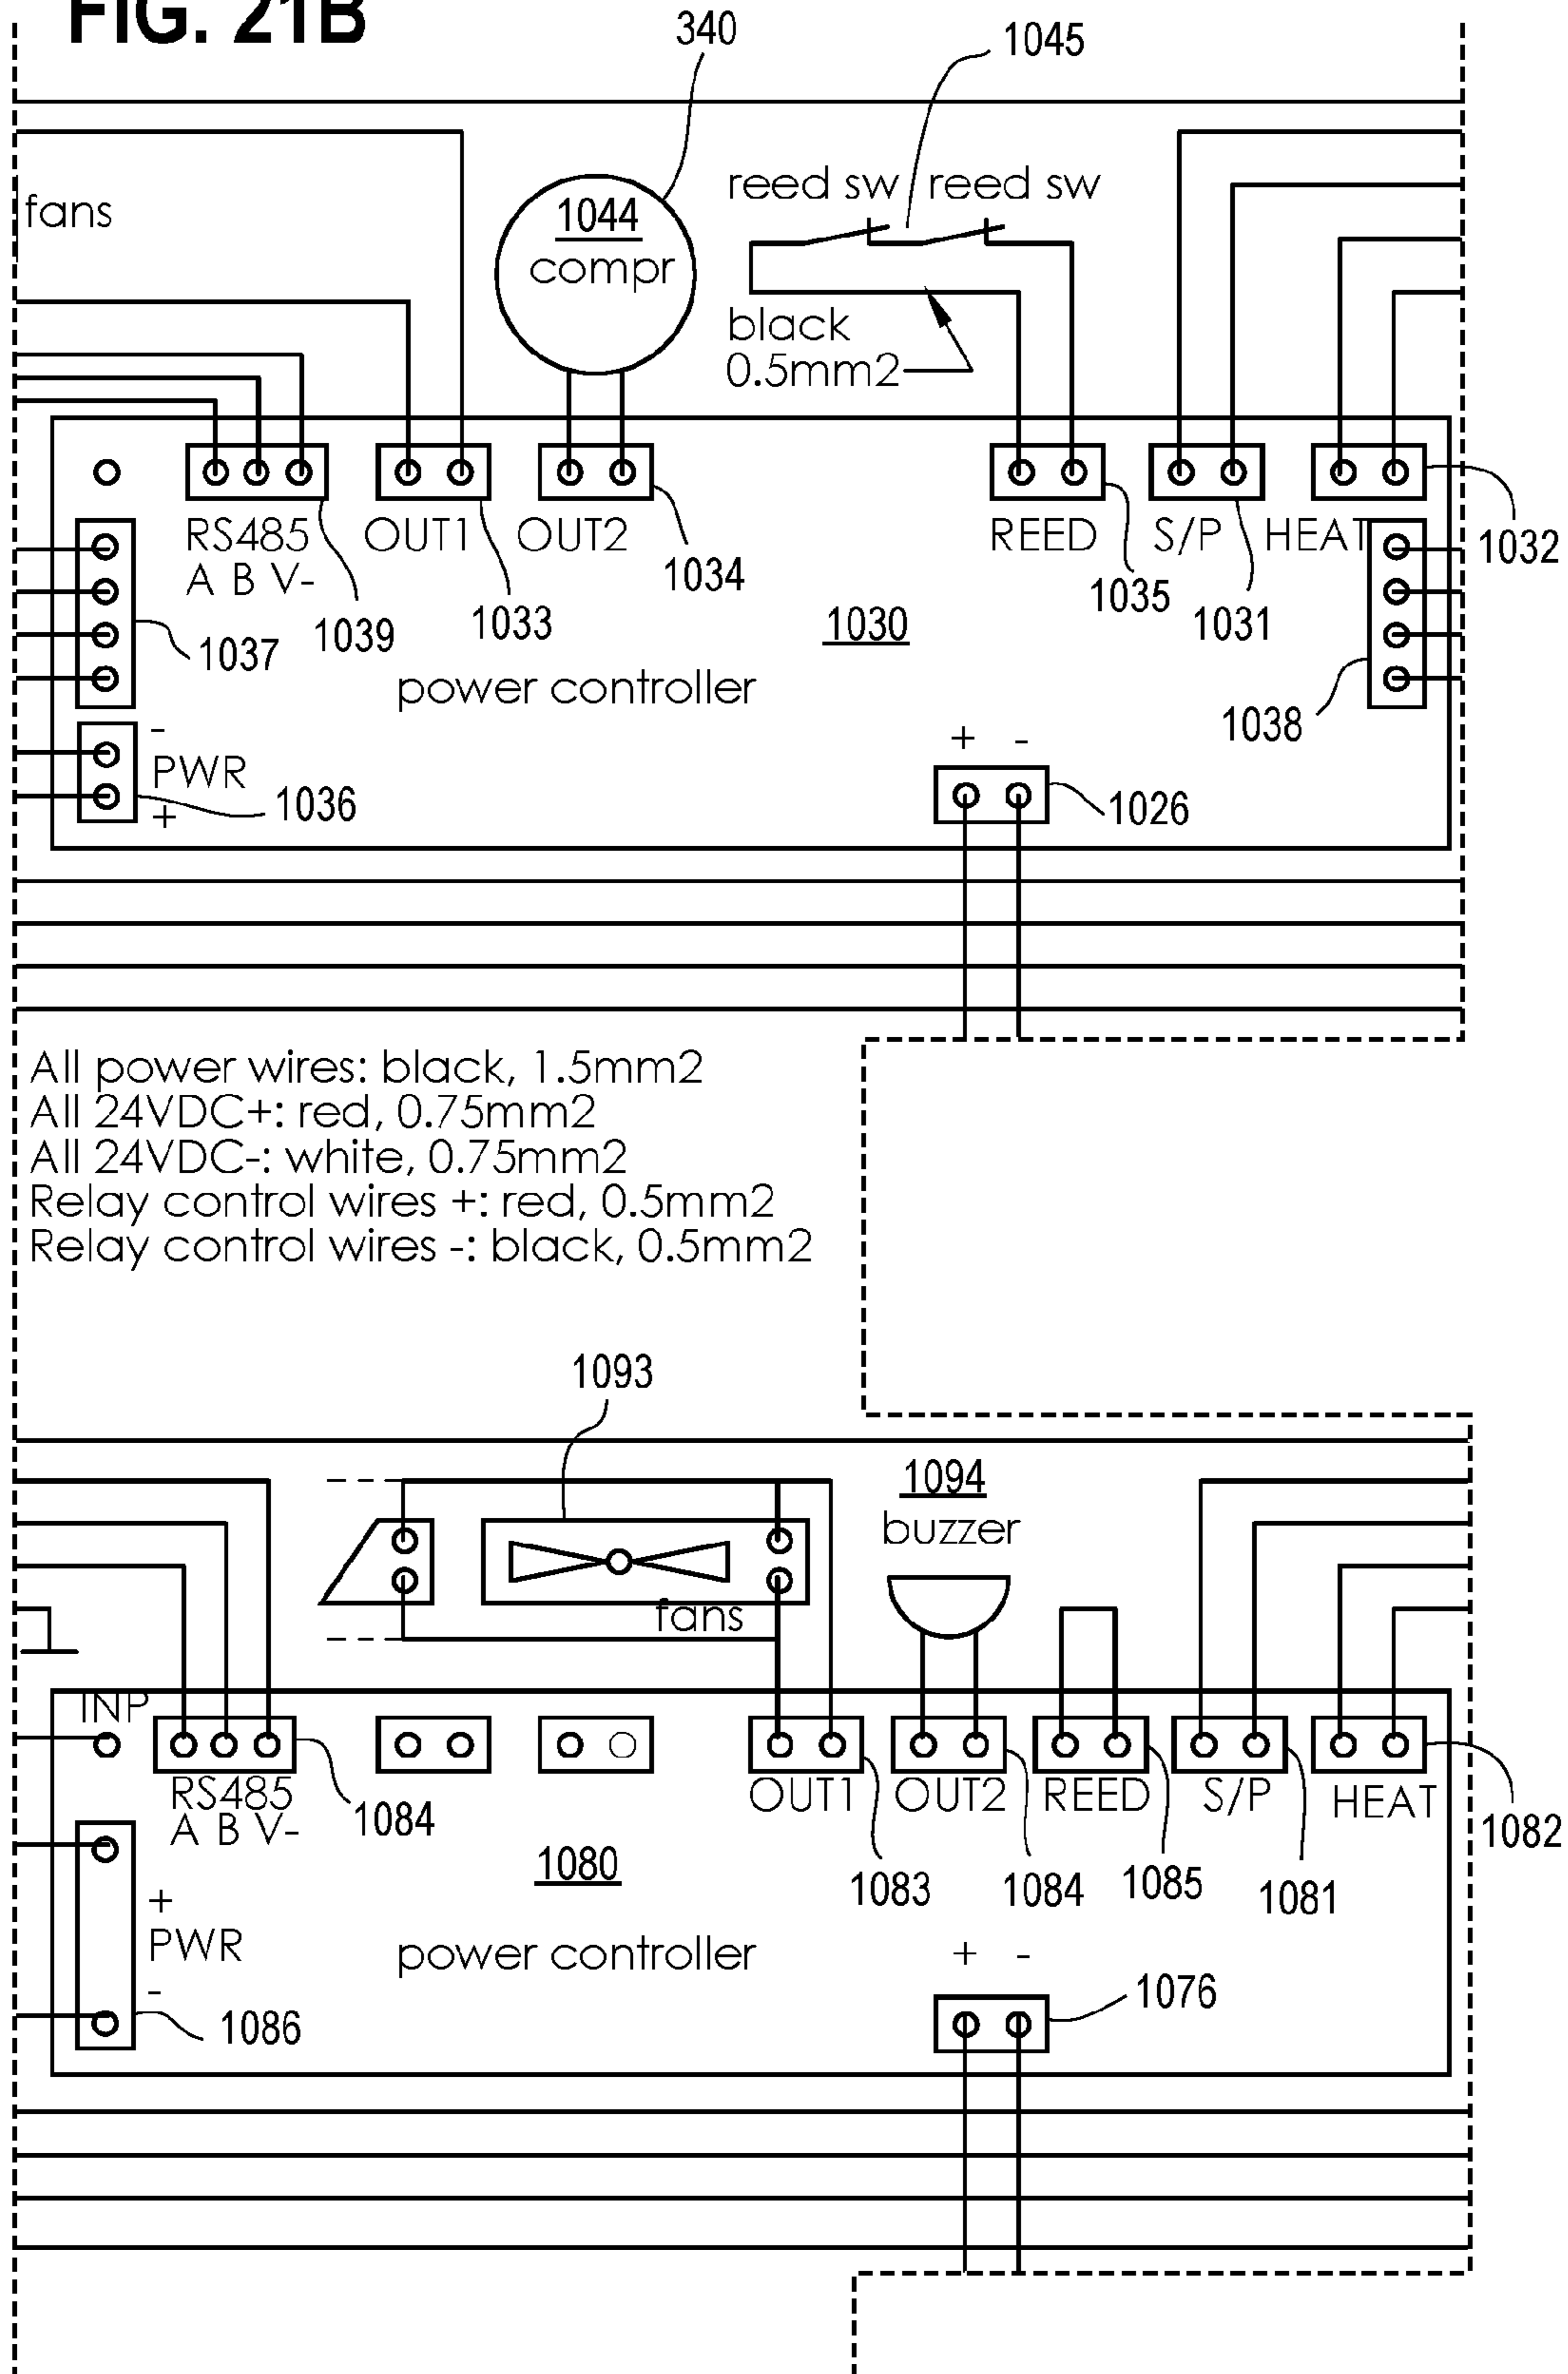 FIG. 21B
340
1045
fans
1044
compr
reed sw reed sw
black
0.5mm2
RS485
A B V-
OUT1
OUT2
REED
S/P
HEAT
1032
1034
1035
1033
1031
1039
1037
1030
power controller
1038
-
PWR
+
1036
+ -
1026
All power wires: black, 1.5mm2
All 24VDC+: red, 0.75mm2
All 24VDC-: white, 0.75mm2
Relay control wires +: red, 0.5mm2
Relay control wires -: black, 0.5mm2
1093
1094
buzzer
fans
INP
RS485
A B V-
1084
OUT1
OUT2
REED
S/P
HEAT
1082
1083
1084
1085
1081
1080
power controller
+
PWR
-
1086
+ -
1076